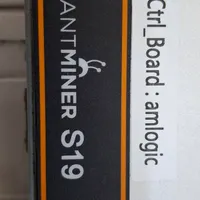 ANTMINER S19
Ctrl_Board : amlogic